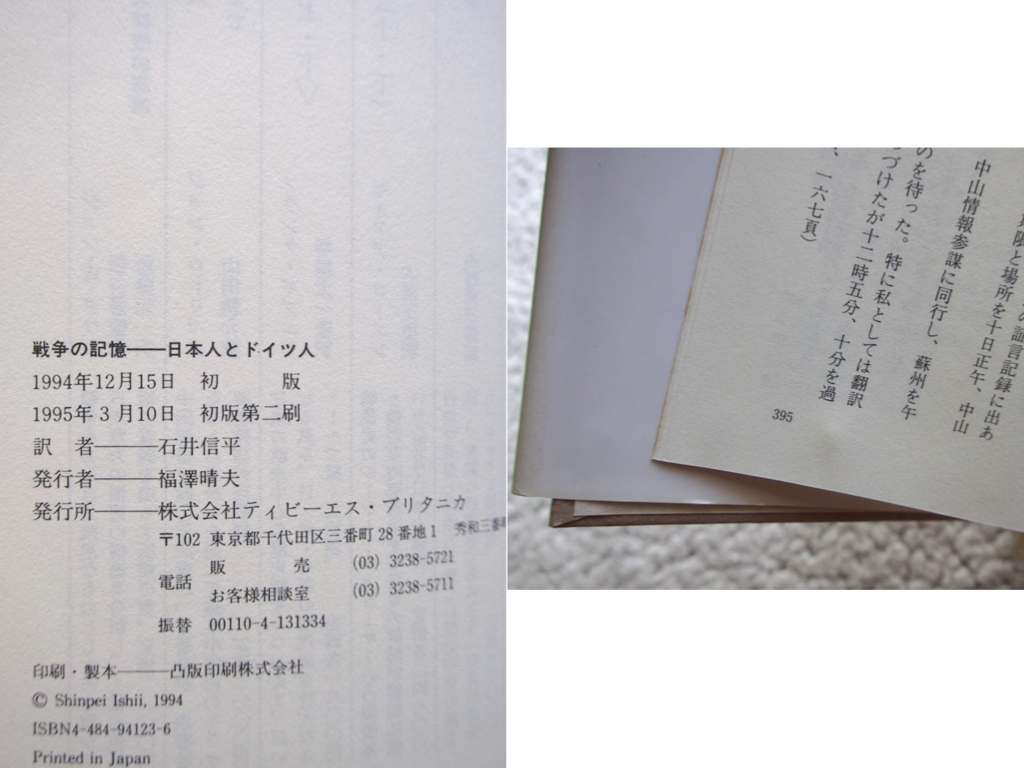 戦争の記憶――日本人とドイツ人
1994年12月15日 初 版
1995年3月10日 初版第二刷
訳 者―――石井信平
発行者―――福澤晴夫
発行所―――株式会社ティビーエス・ブリタニカ
〒102 東京都千代田区三番町28番地1 秀和三番町
電話 販 売 (03) 3238-5721
お客様相談室 (03) 3238-5711
振替 00110-4-131334
印刷・製本―――凸版印刷株式会社
© Shinpei Ishii, 1994
ISBN4-484-94123-6
Printed in Japan
と場所を十日正午、中山
の証言記録に出あ
中山情報参謀に同行し、蘇州を午
のを待った。特に私としては翻訳
づけたが十二時五分、十分を過
一六七頁)
395